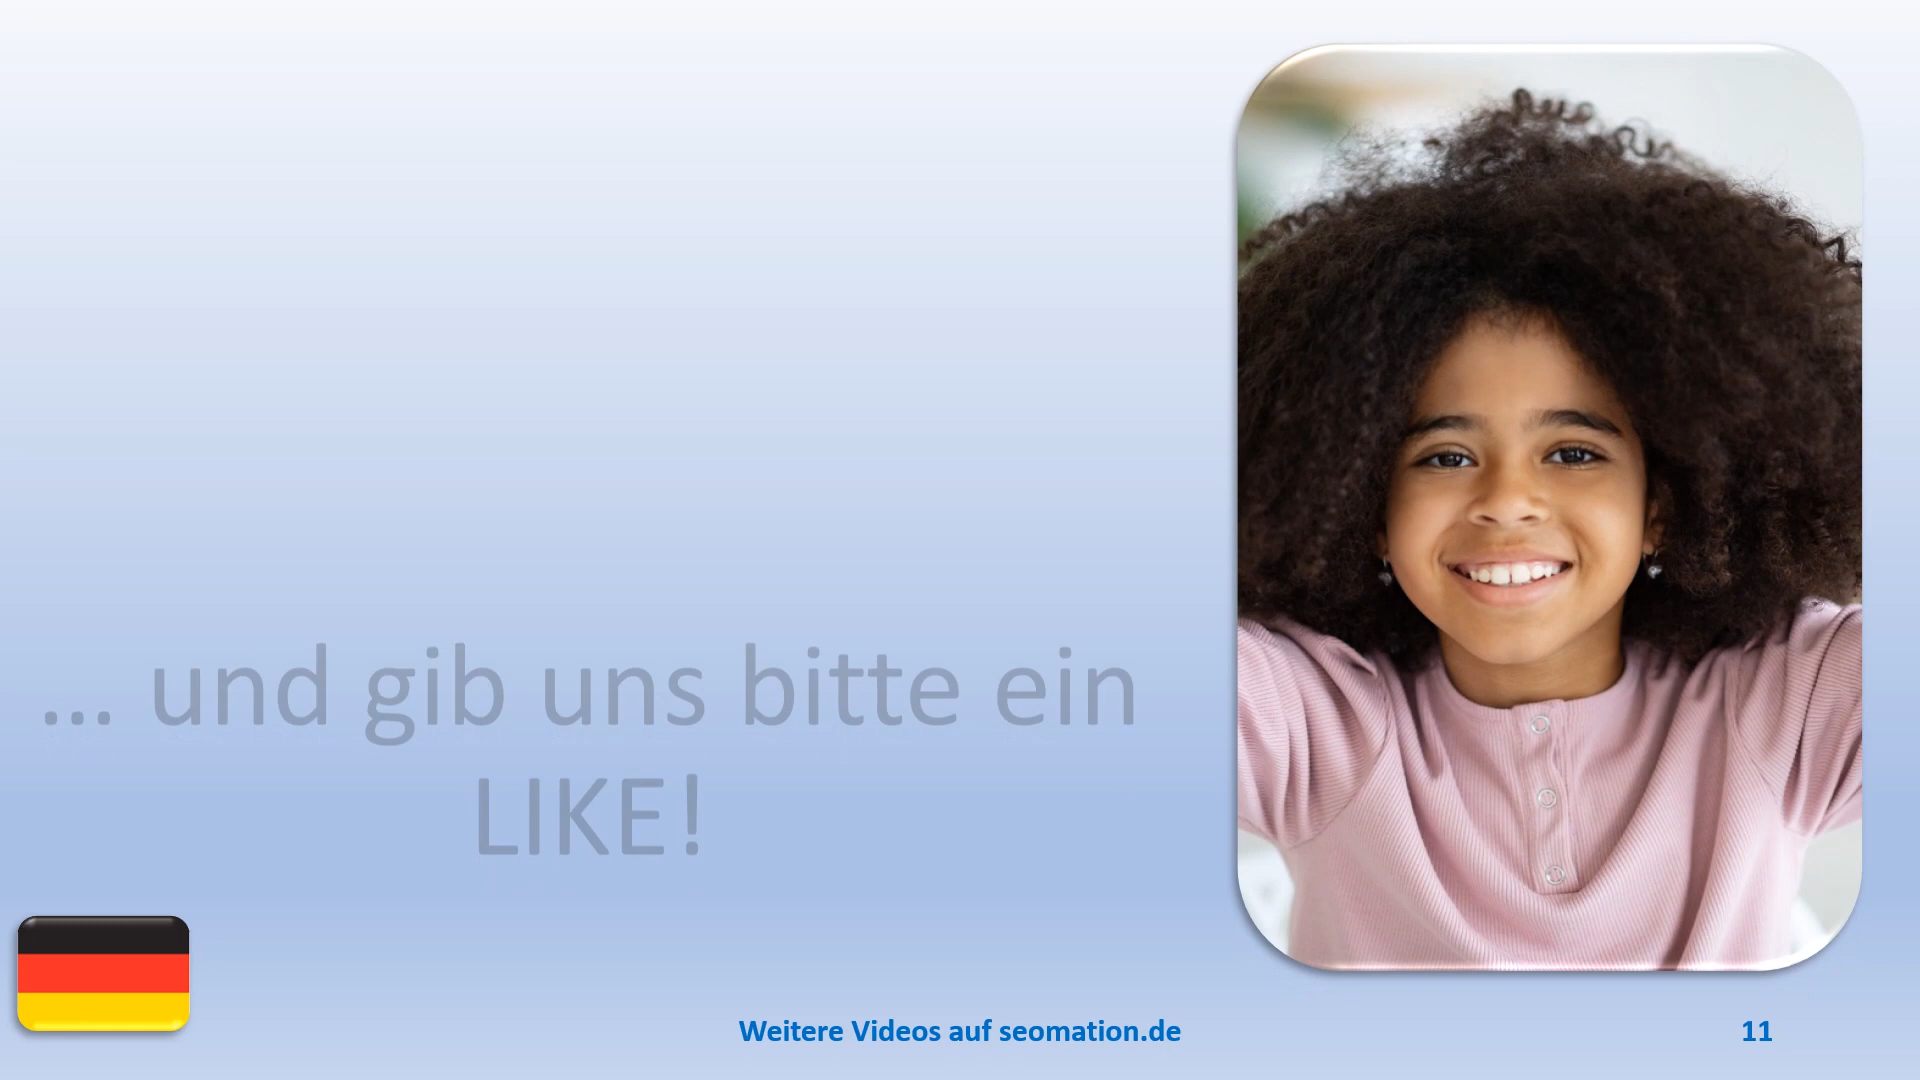 ... und gib uns bitte ein
LIKE!
Weitere Videos auf seomation.de
11